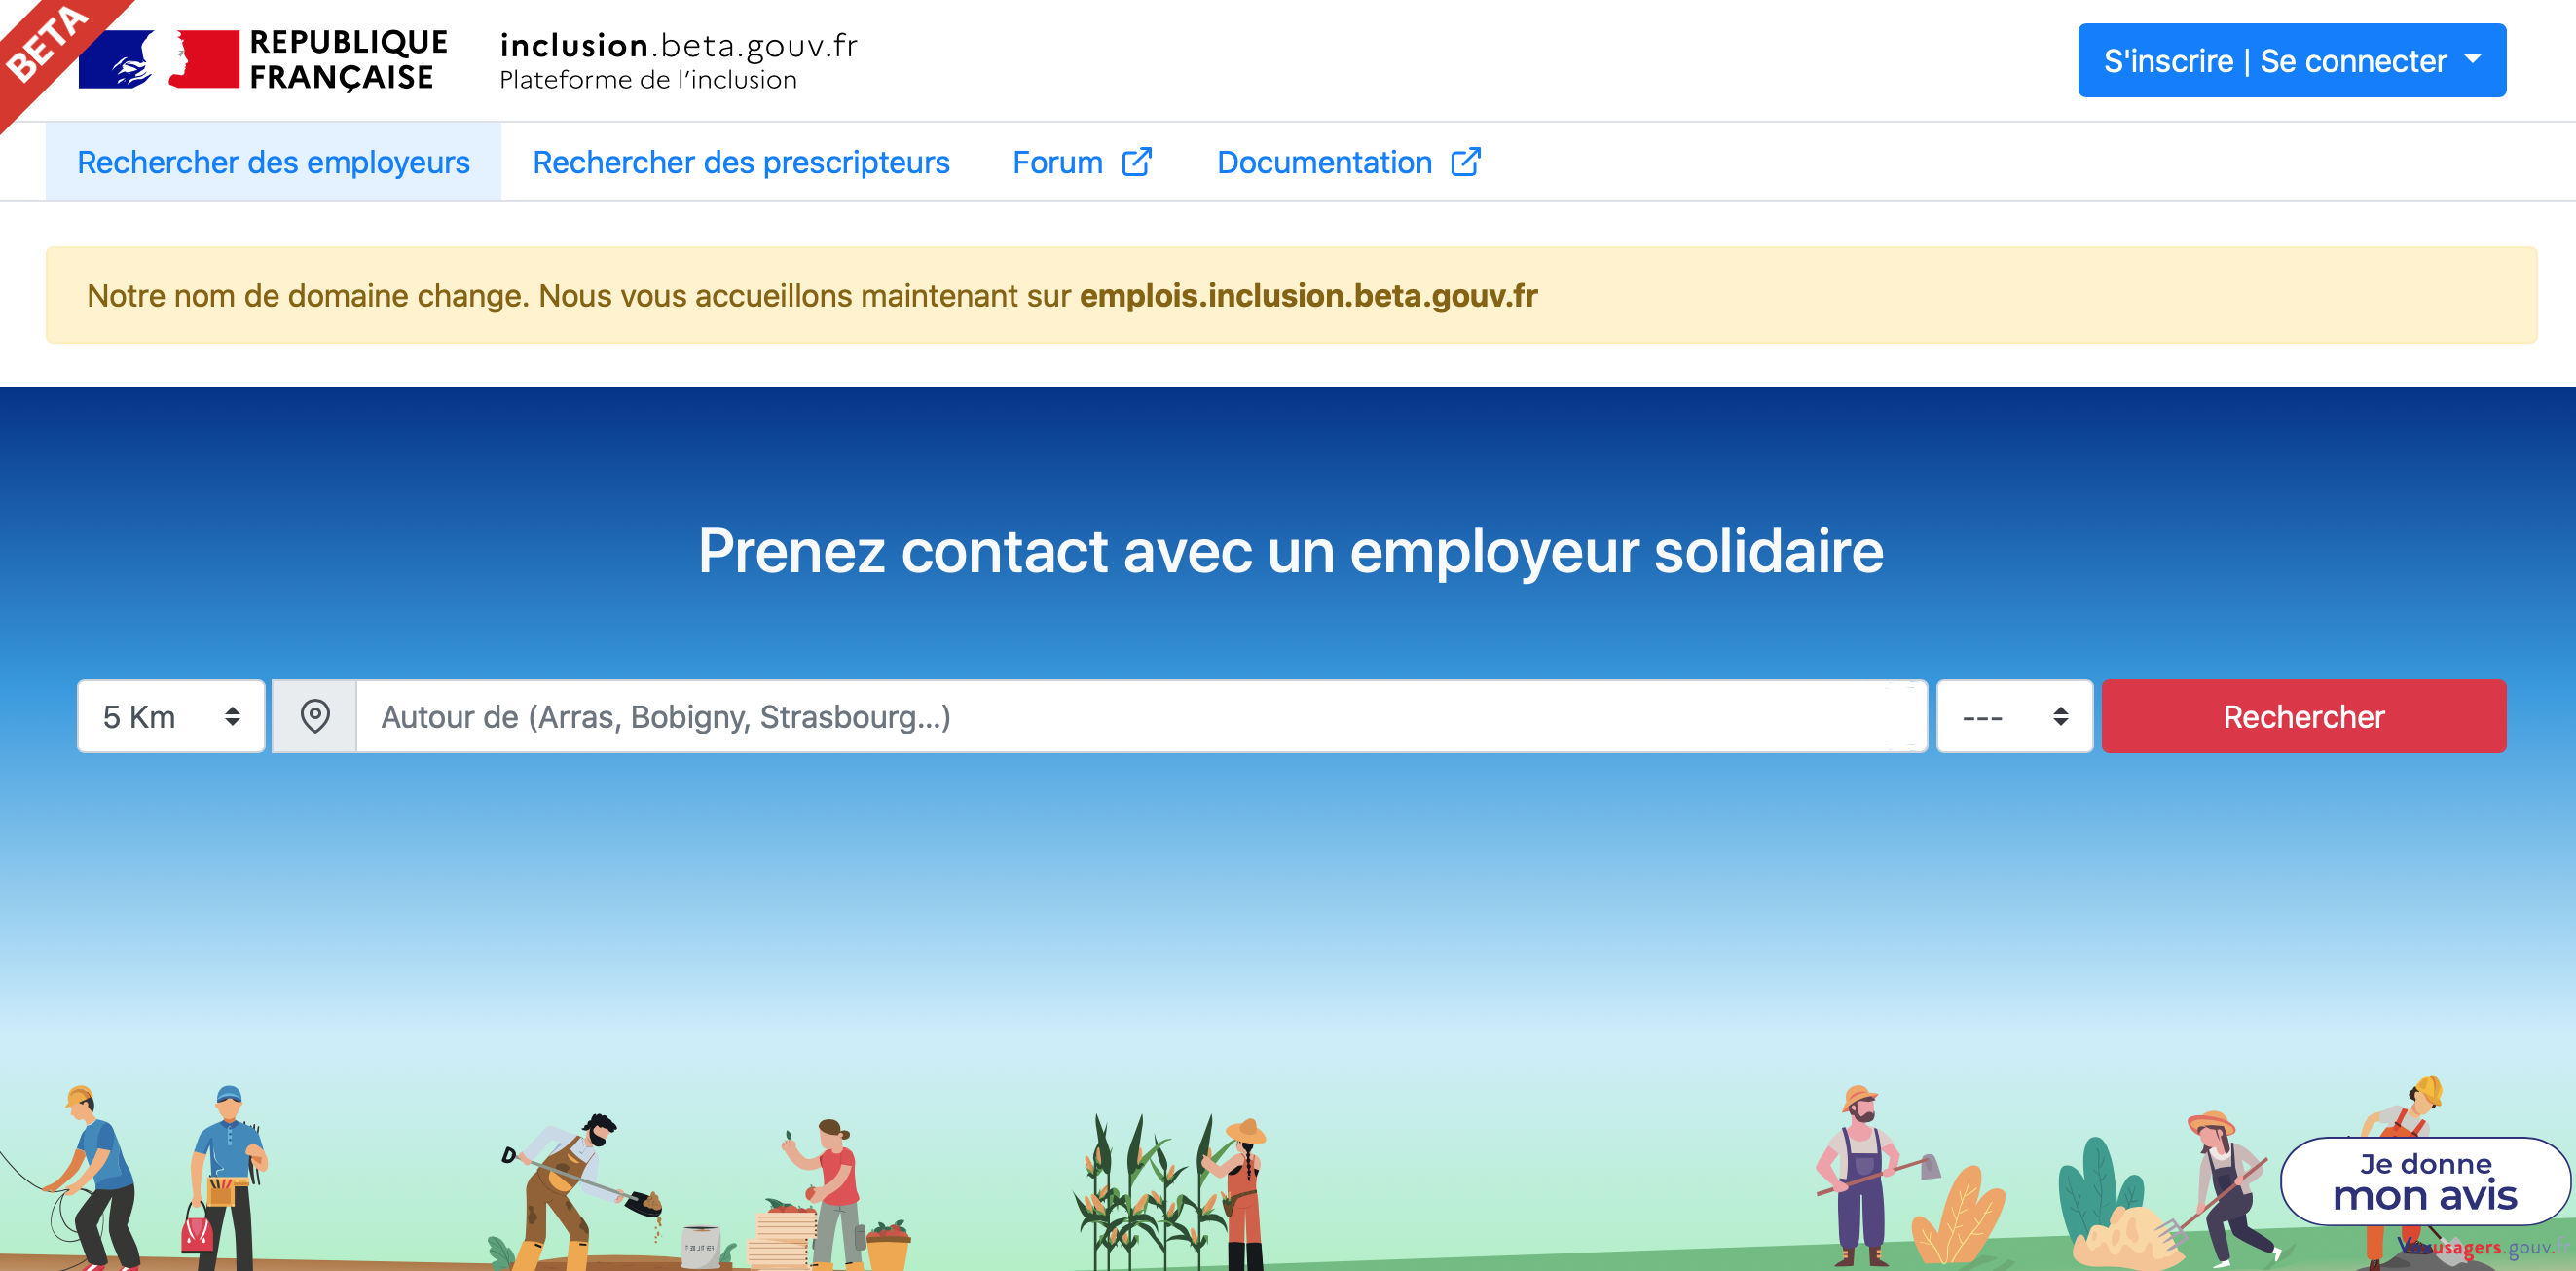 BETA
REPUBLIQUE
FRANÇAISE
inclusion.beta.gouv.fr
Plateforme de l'inclusion
S'inscrire | Se connecter
Rechercher des employeurs
Rechercher des prescripteurs
Forum
Documentation
Notre nom de domaine change. Nous vous accueillons maintenant sur emplois.inclusion.beta.gouv.fr
Prenez contact avec un employeur solidaire
5 Km
Autour de (Arras, Bobigny, Strasbourg...)
---
Rechercher
Je donne
mon avis
usagers.gouv.